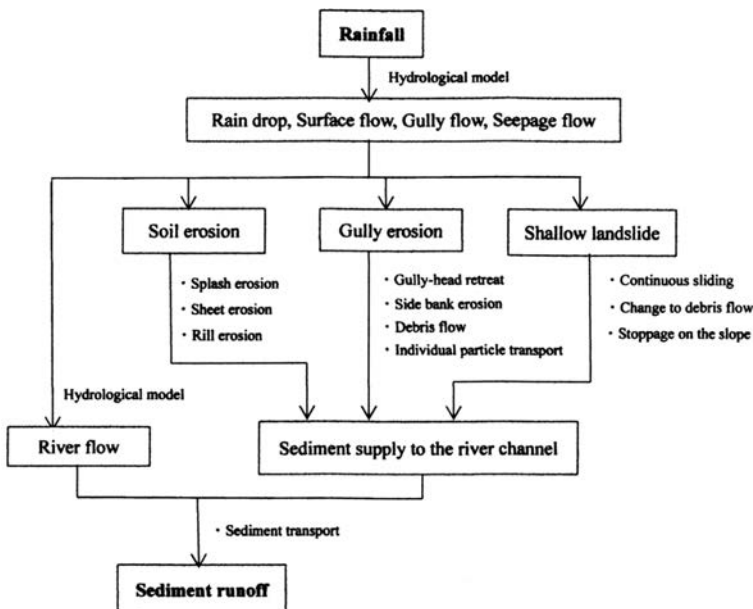 Rainfall
Hydrological model
Rain drop, Surface flow, Gully flow, Seepage flow
Soil erosion
Gully erosion
Shallow landslide
・Splash erosion
・Sheet erosion
・Rill erosion
・Gully-head retreat
・Side bank erosion
・Debris flow
・Individual particle transport
・Continuous sliding
・Change to debris flow
・Stoppage on the slope
Hydrological model
River flow
Sediment supply to the river channel
・Sediment transport
Sediment runoff